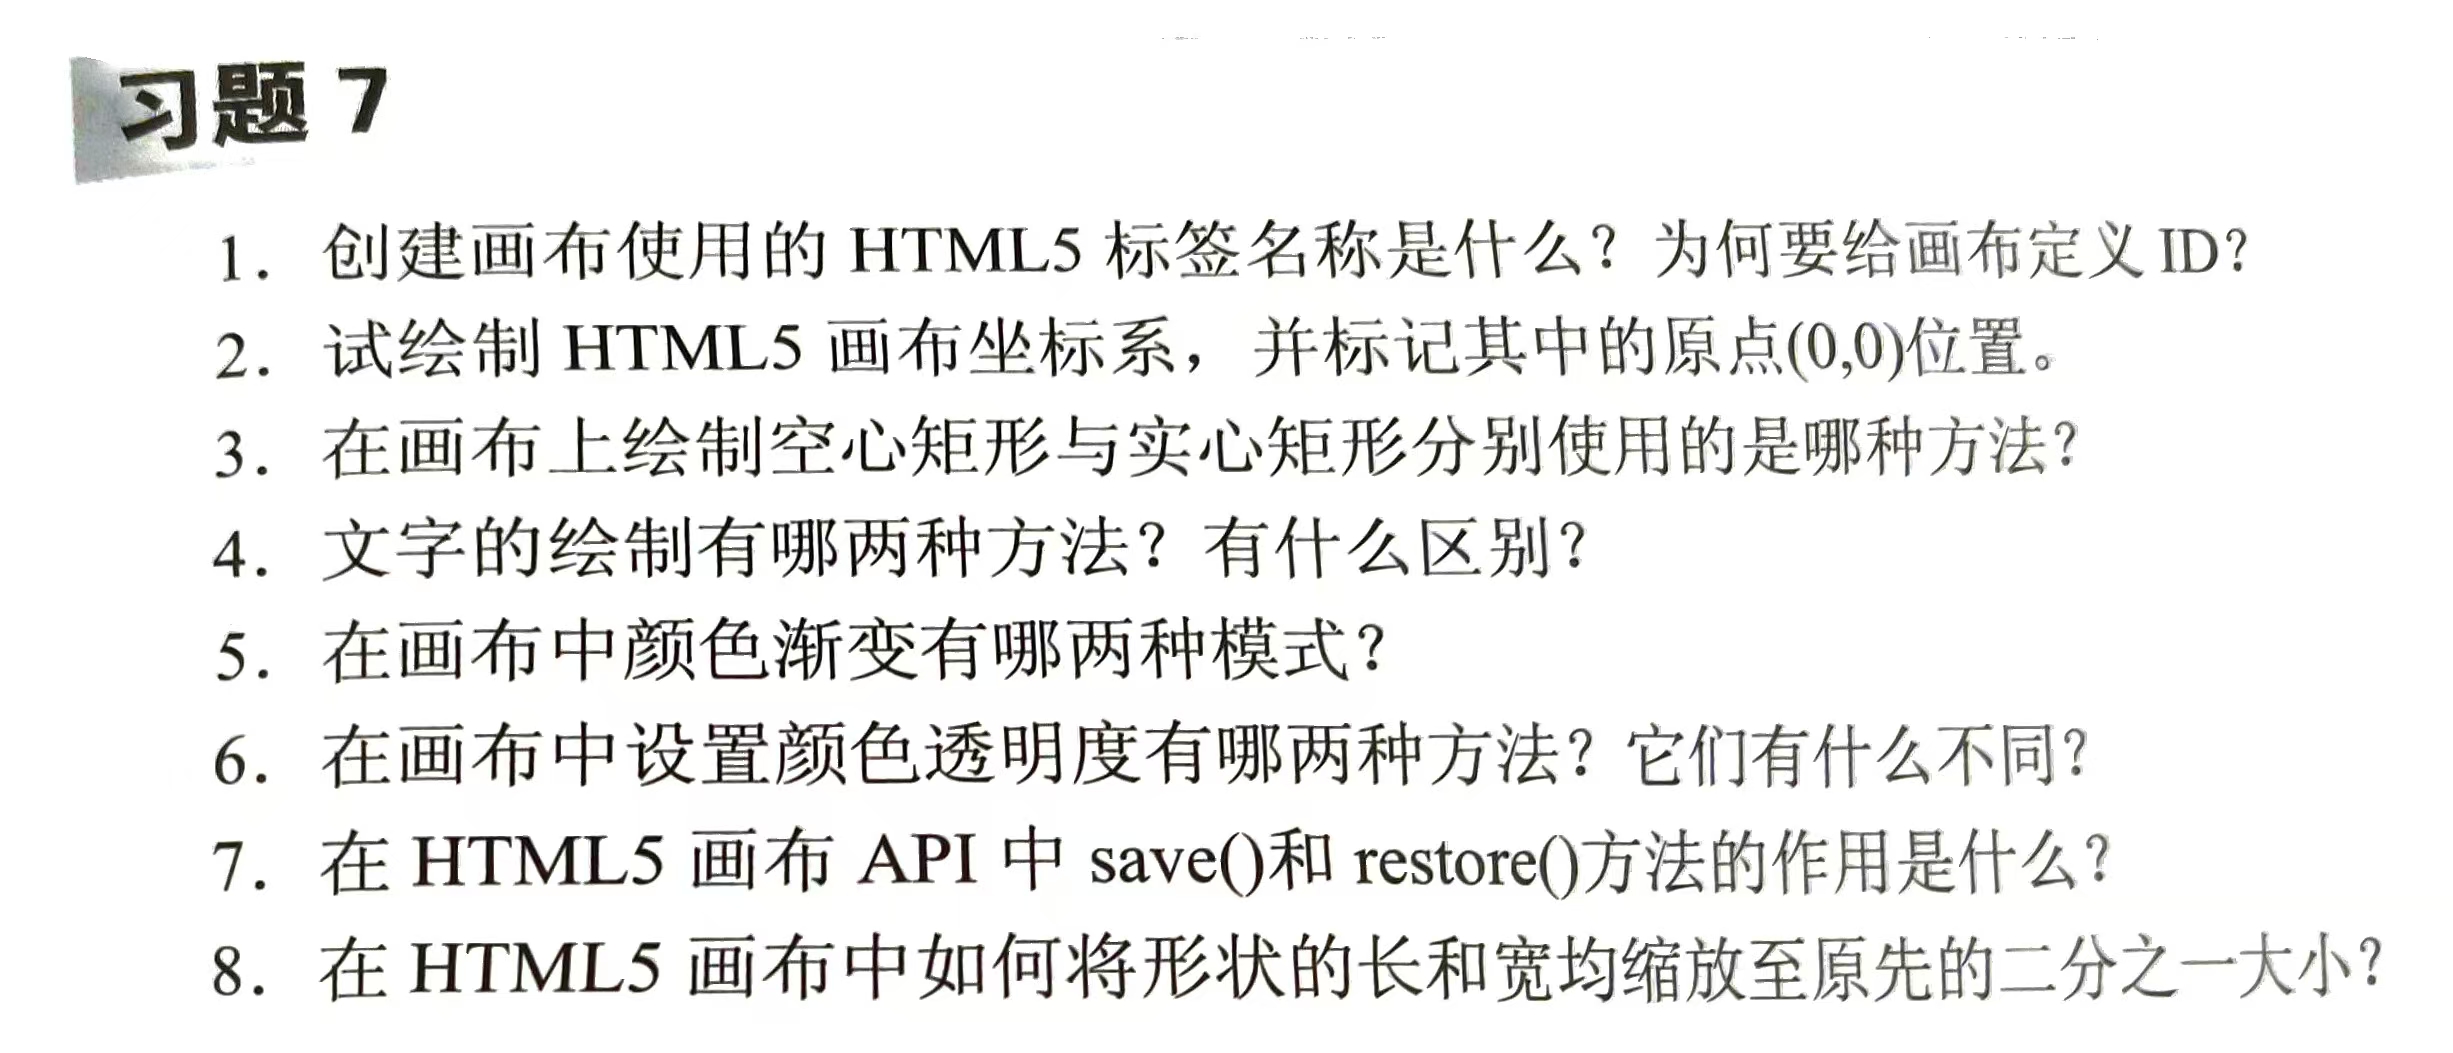 习题 7
1. 创建画布使用的 HTML5 标签名称是什么？为何要给画布定义 ID？
2. 试绘制 HTML5 画布坐标系，并标记其中的原点(0,0)位置。
3. 在画布上绘制空心矩形与实心矩形分别使用的是哪种方法？
4. 文字的绘制有哪两种方法？有什么区别？
5. 在画布中颜色渐变有哪两种模式？
6. 在画布中设置颜色透明度有哪两种方法？它们有什么不同？
7. 在 HTML5 画布 API 中 save()和 restore()方法的作用是什么？
8. 在 HTML5 画布中如何将形状的长和宽均缩放至原先的二分之一大小？